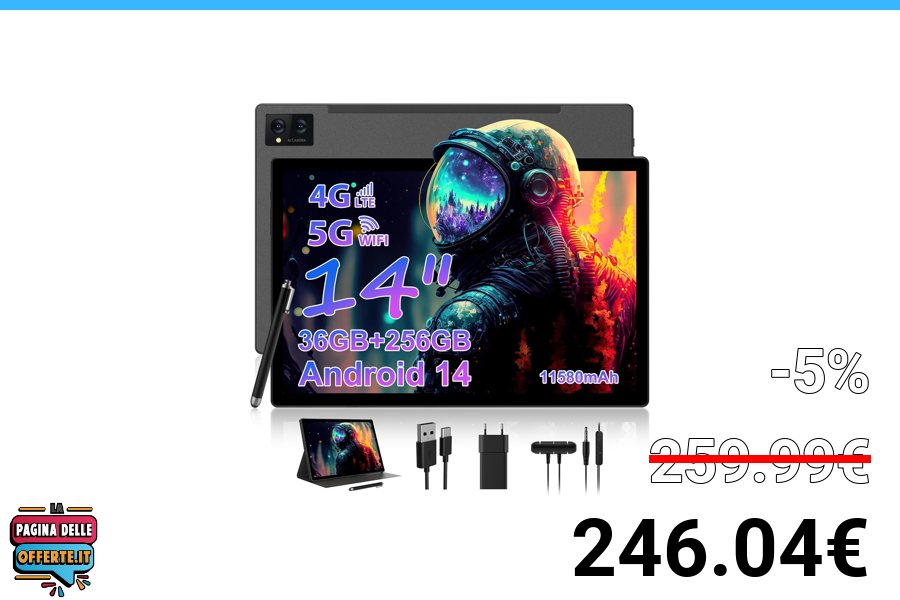 4G LTE
5G WIFI
14"
36GB+256GB
Android 14
11580mAh
-5%
259.99€
246.04€
LA
PAGINA DELLE
OFFERTE.IT